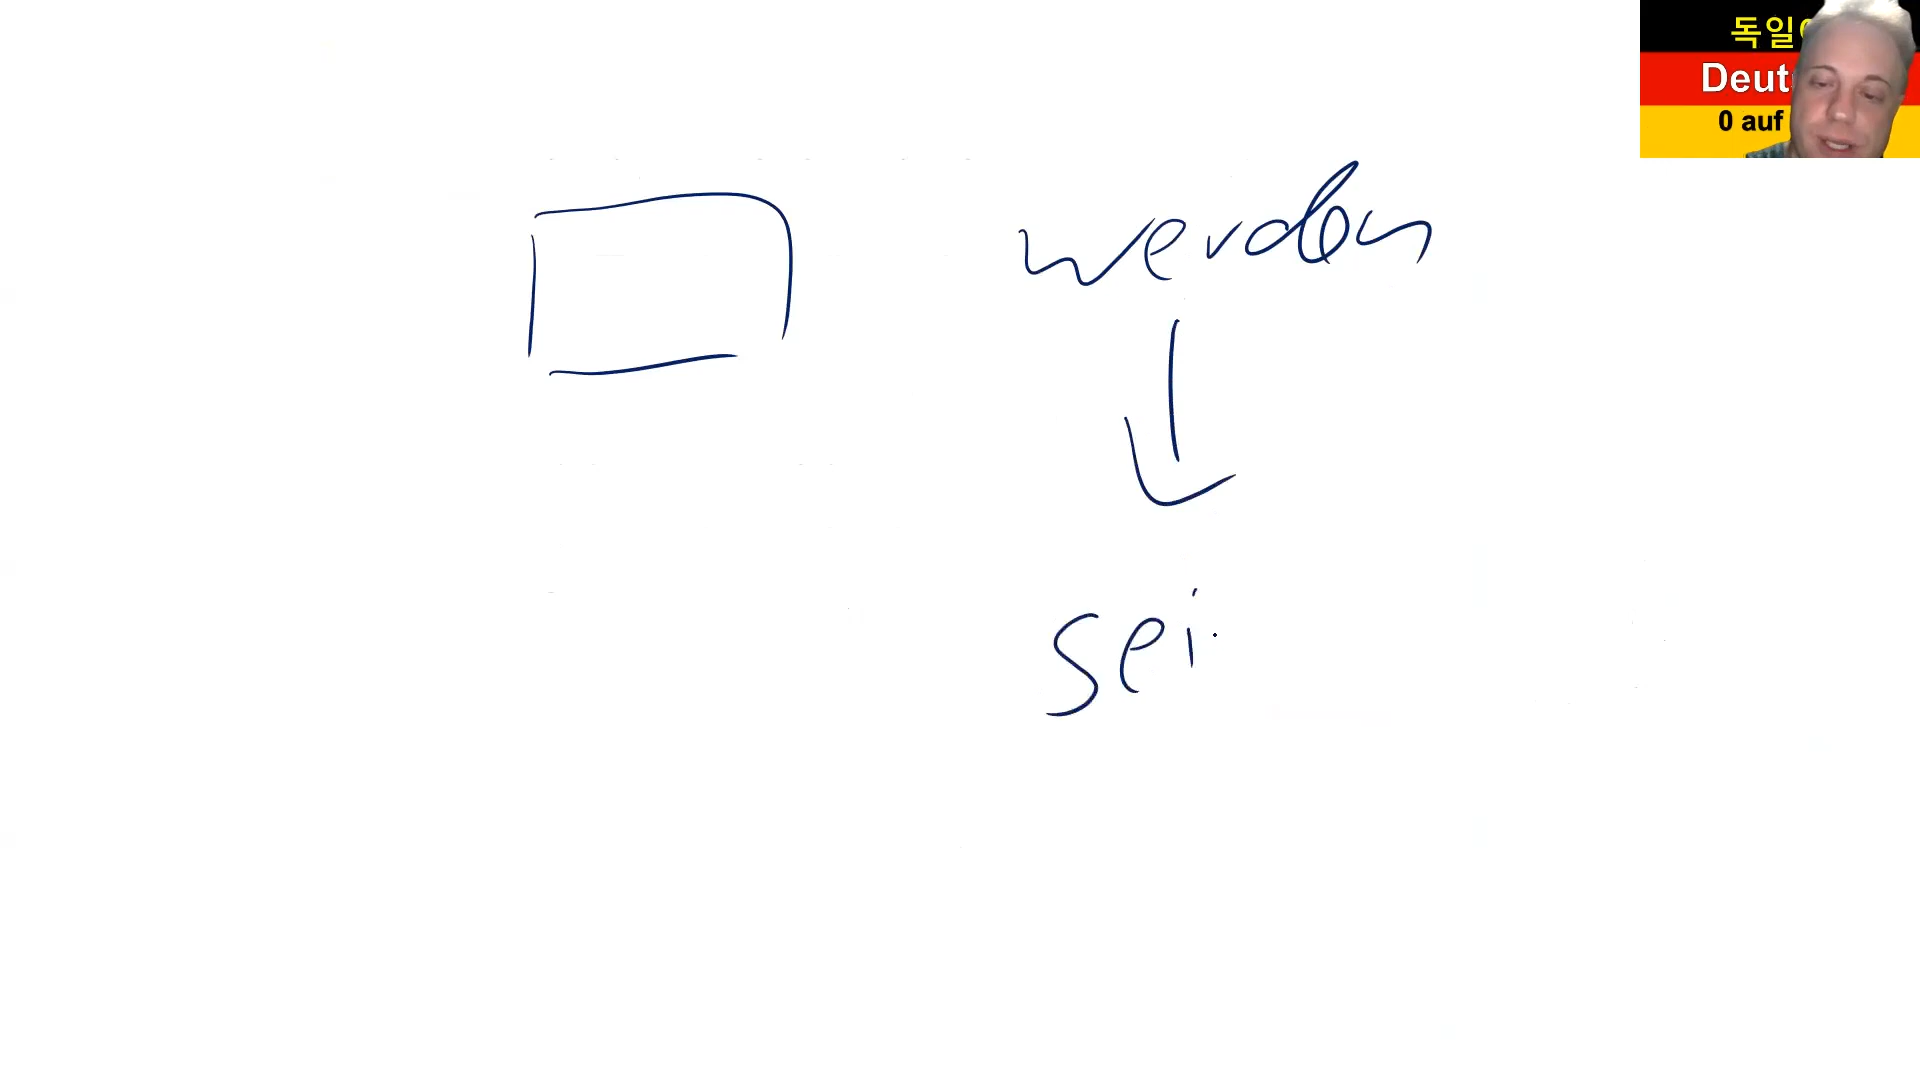 독일
Deut
0 auf
werden
sei